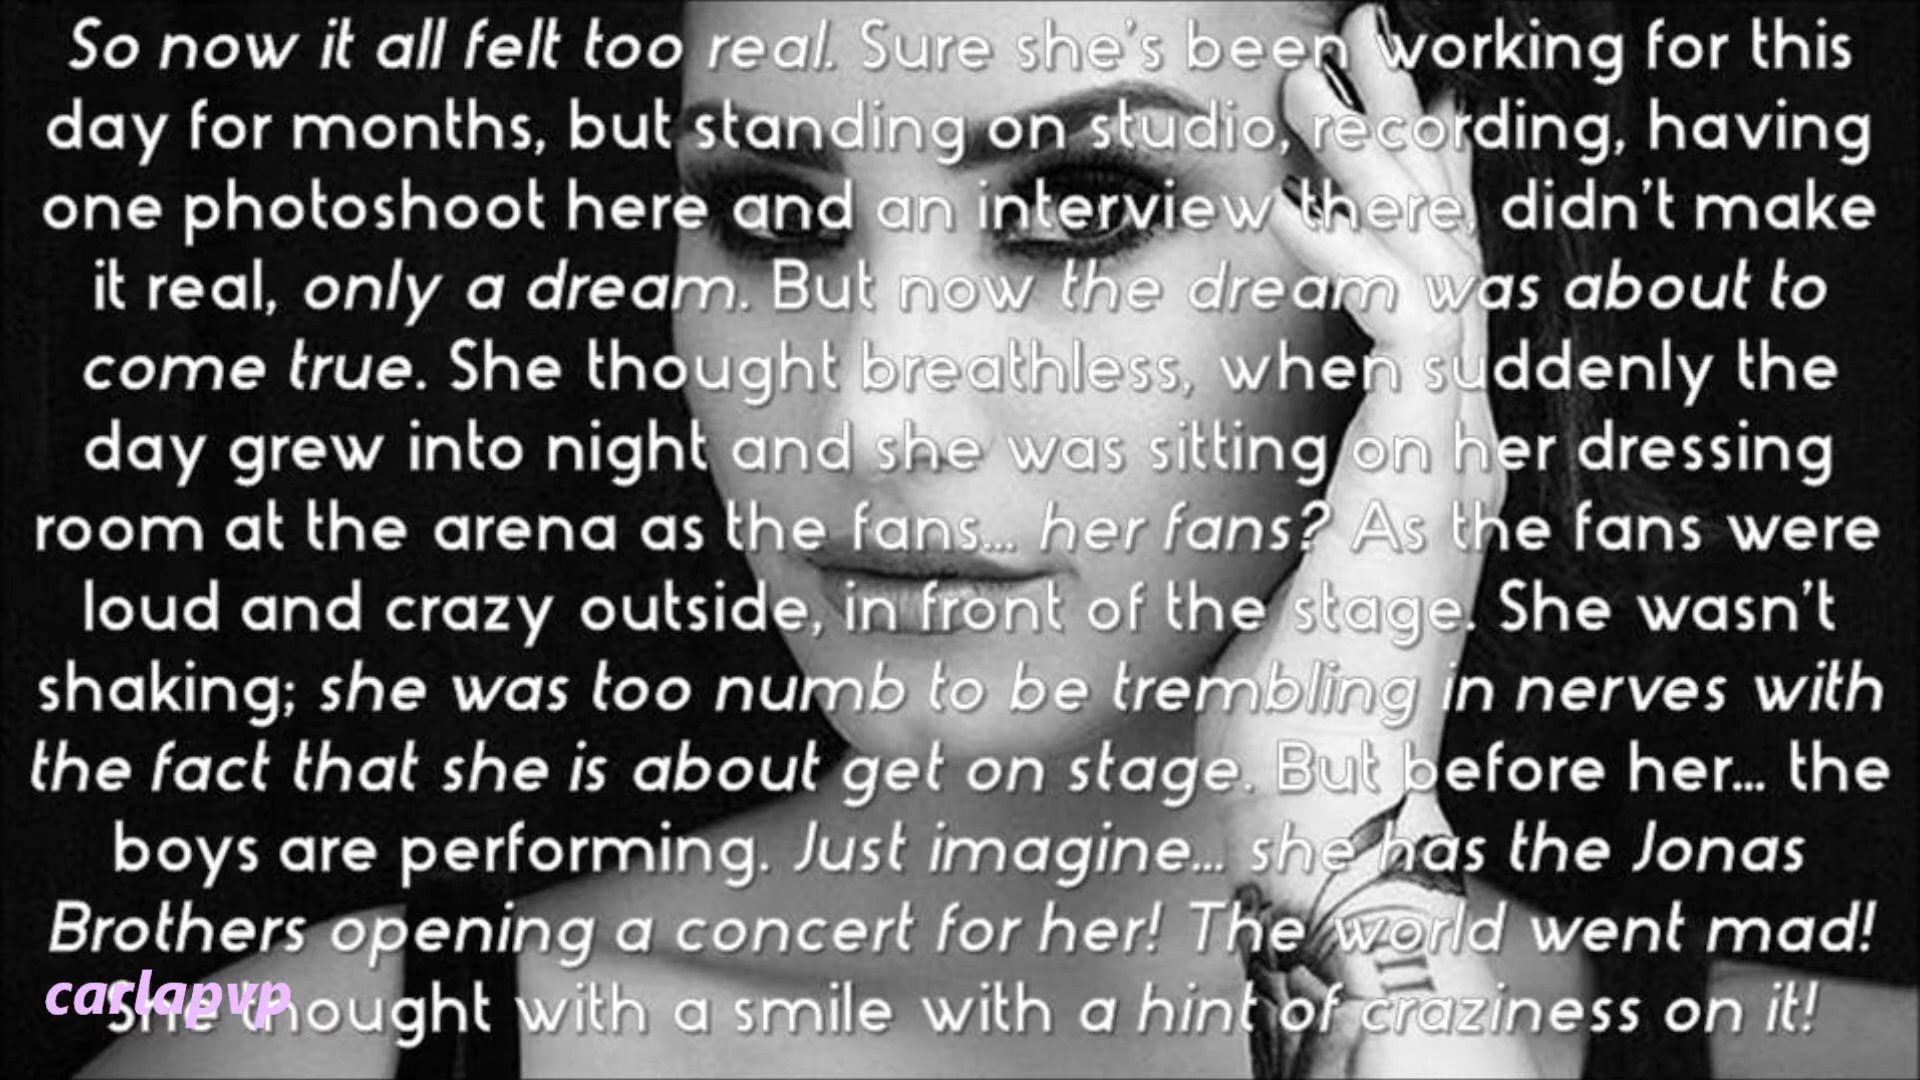 So now it all felt too real. Sure she's been working for this
day for months, but standing on studio, recording, having
one photoshoot here and an interview there, didn't make
it real, only a dream. But now the dream was about to
come true. She thought breathless, when suddenly the
day grew into night and she was sitting on her dressing
room at the arena as the fans... her fans? As the fans were
loud and crazy outside, in front of the stage. She wasn't
shaking; she was too numb to be trembling in nerves with
the fact that she is about get on stage. But before her... the
boys are performing. Just imagine... she has the Jonas
Brothers opening a concert for her! The world went mad!
She thought with a smile with a hint of craziness on it!
carlapvp
III